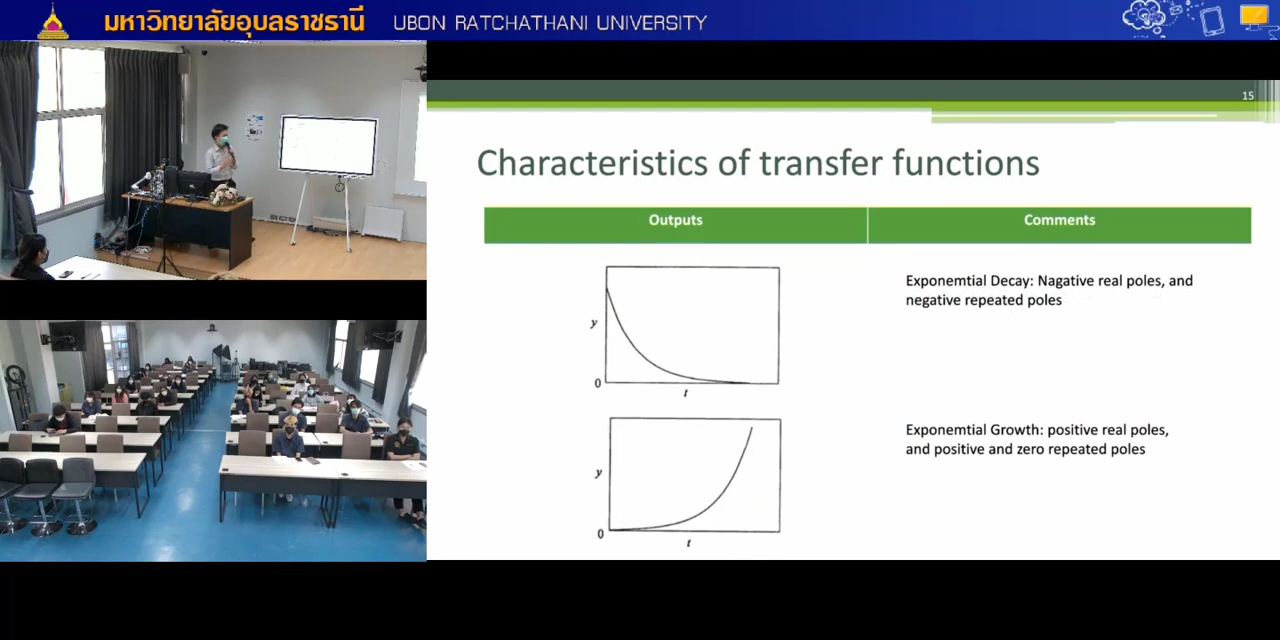 มหาวิทยาลัยอุบลราชธานี UBON RATCHATHANI UNIVERSITY
15
Characteristics of transfer functions
Outputs Comments
y
0
t
Exponemtial Decay: Nagative real poles, and
negative repeated poles
y
0
t
Exponemtial Growth: positive real poles,
and positive and zero repeated poles